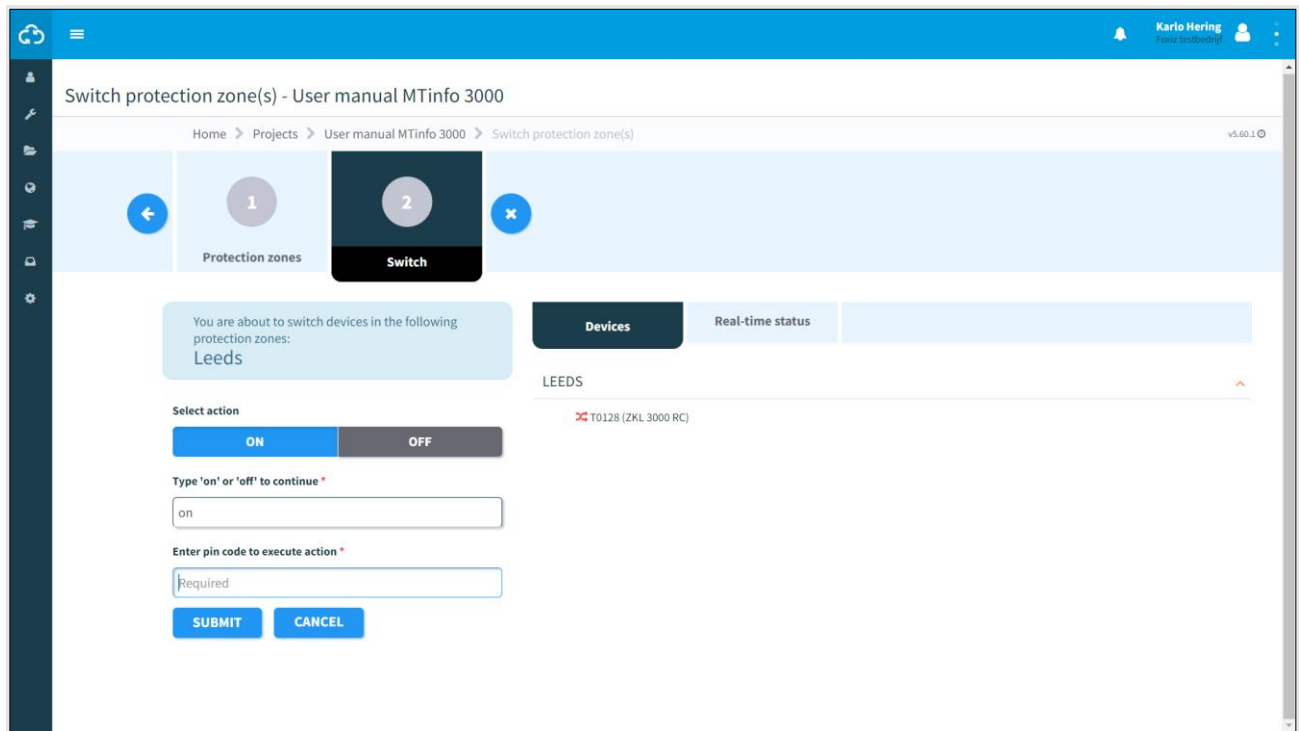 Karlo Hering
Foxiz testbedrijf
Switch protection zone(s) - User manual MTinfo 3000
Home Projects User manual MTinfo 3000 Switch protection zone(s)
v5.60.1
1
2
Protection zones
Switch
You are about to switch devices in the following
protection zones:
Leeds
Devices
Real-time status
LEEDS
T0128 (ZKL 3000 RC)
Select action
ON
OFF
Type 'on' or 'off' to continue *
on
Enter pin code to execute action *
Required
SUBMIT
CANCEL